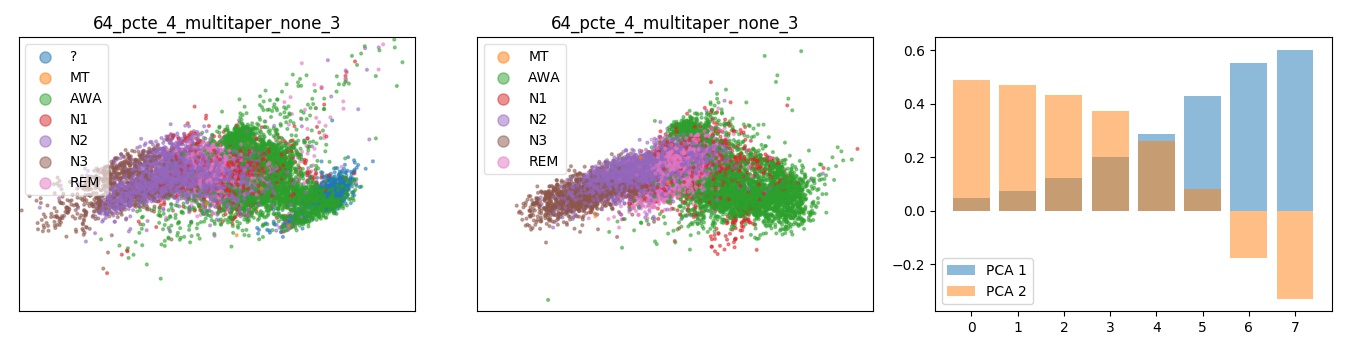 64_pcte_4_multitaper_none_3
?
MT
AWA
N1
N2
N3
REM
64_pcte_4_multitaper_none_3
MT
AWA
N1
N2
N3
REM
0.6
0.4
0.2
0.0
−0.2
PCA 1
PCA 2
0 1 2 3 4 5 6 7